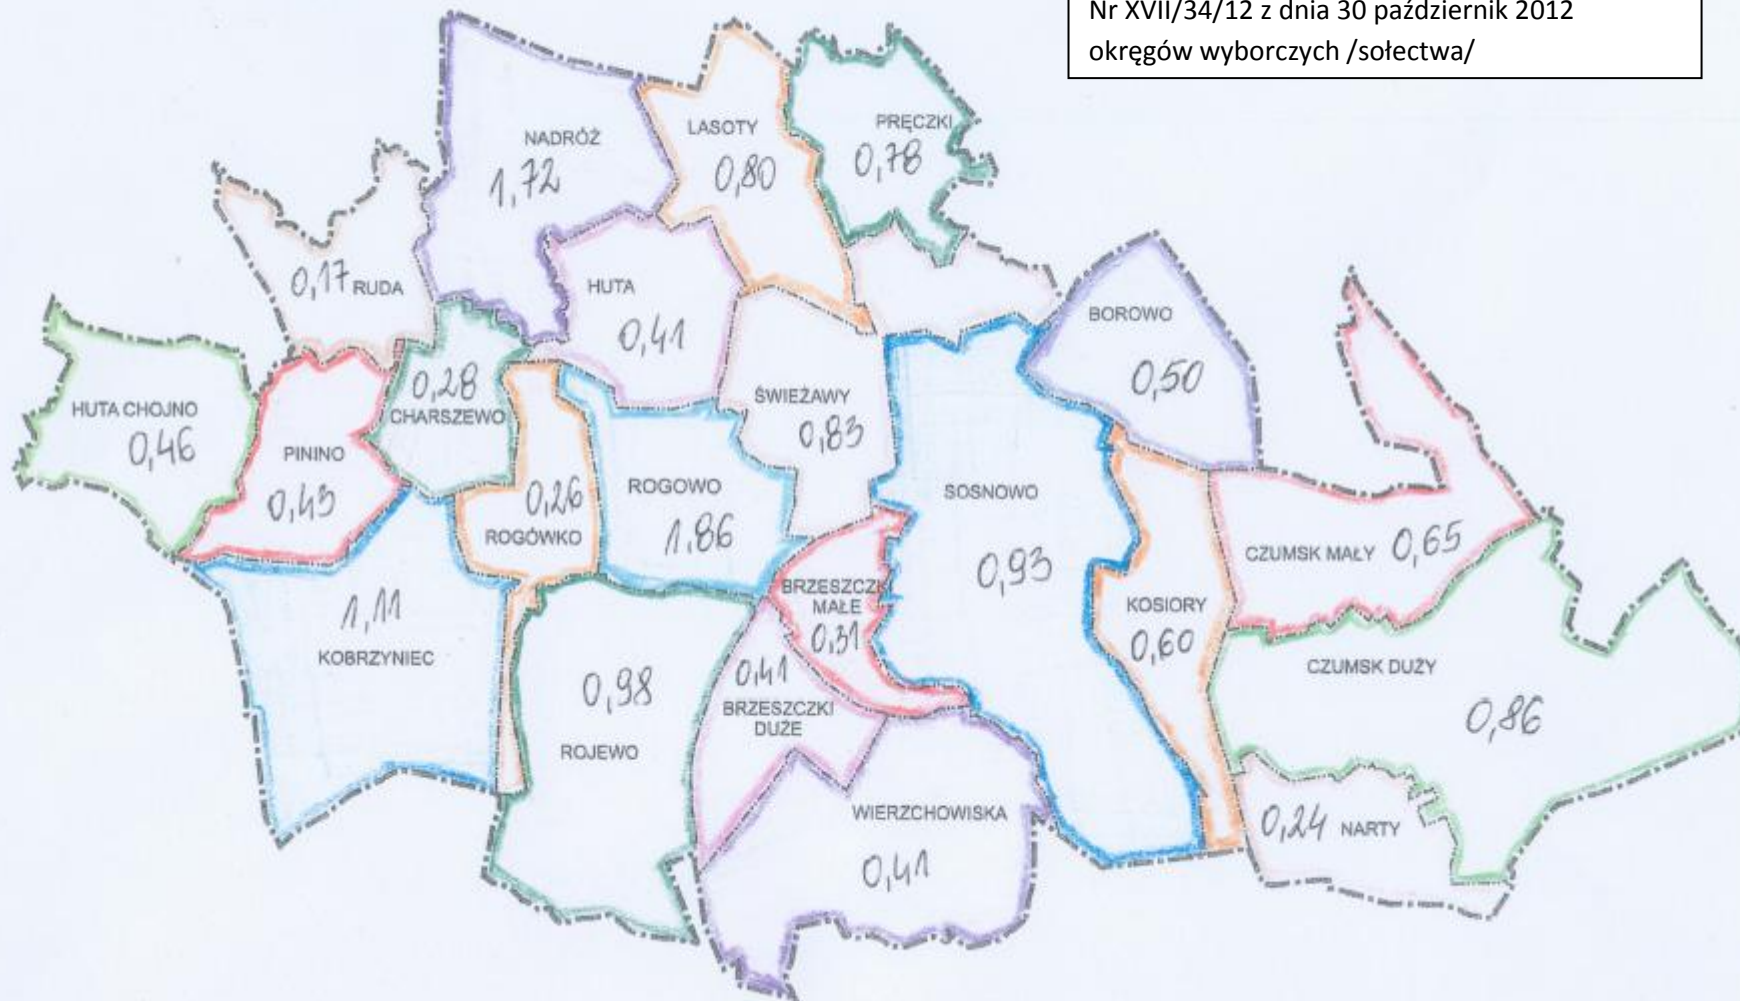 Nr XVII/34/12 z dnia 30 październik 2012
okręgów wyborczych /sołectwa/
NADRÓŻ
1,72
LASOTY
0,80
PRĘCZKI
0,78
0,17 RUDA
HUTA
0,41
BOROWO
0,50
HUTA CHOJNO
0,46
PININO
0,43
0,28
CHARSZEWO
0,26
ROGÓWKO
ROGOWO
1,86
ŚWIEŻAWY
0,83
SOSNOWO
0,93
CZUMSK MAŁY 0,65
BRZESZCZKI
MAŁE
0,31
KOSIORY
0,60
1,11
KOBRZYNIEC
0,98
ROJEWO
0,41
BRZESZCZKI
DUŻE
CZUMSK DUŻY
0,86
WIERZCHOWISKA
0,41
0,24 NARTY